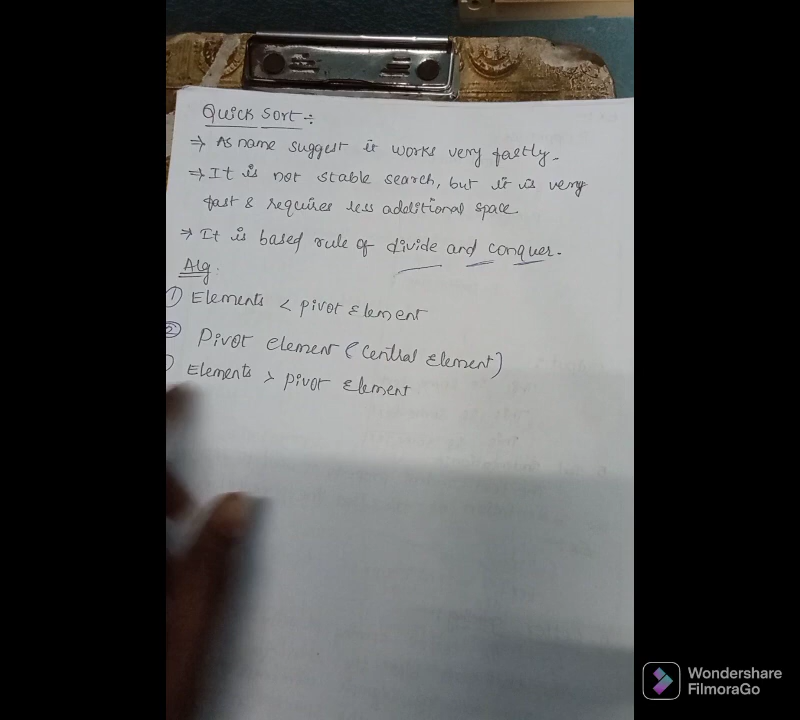 Quick Sort÷
⇒ As name suggest it works very fastly.
⇒ It is not stable search, but it is very
fast & requires less additional space.
⇒ It is based rule of divide and conquer.
Alg:
① Elements < pivot Element
② Pivot element (Central Element)
Elements > pivot Element
Wondershare
FilmoraGo